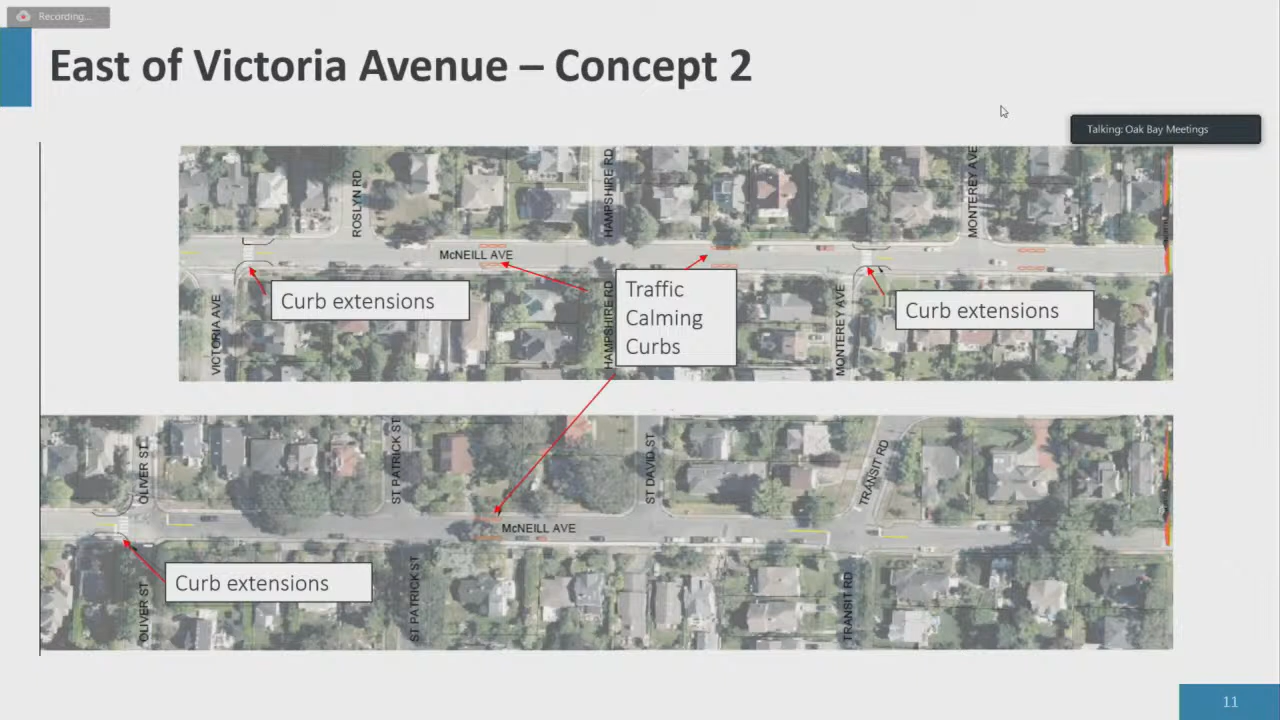 Recording...
East of Victoria Avenue – Concept 2
Talking: Oak Bay Meetings
ROSLYN RD
HAMPSHIRE RD
MONTEREY AVE
McNEILL AVE
Curb extensions
Traffic
Calming
Curbs
Curb extensions
VICTORIA AVE
HAMPSHIRE RD
MONTEREY AVE
OLIVER ST
ST PATRICK ST
ST DAVID ST
TRANSIT RD
McNEILL AVE
Curb extensions
OLIVER ST
ST PATRICK ST
TRANSIT RD
11